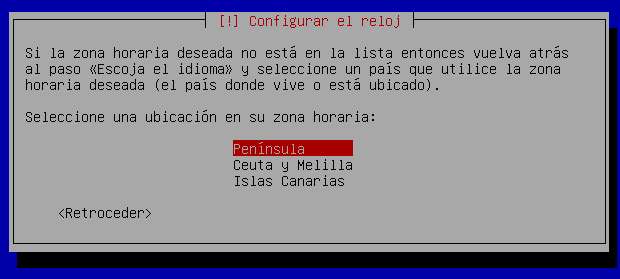 [!] Configurar el reloj
Si la zona horaria deseada no está en la lista entonces vuelva atrás
al paso «Escoja el idioma» y seleccione un país que utilice la zona
horaria deseada (el país donde vive o está ubicado).
Seleccione una ubicación en su zona horaria:
Península
Ceuta y Melilla
Islas Canarias
<Retroceder>